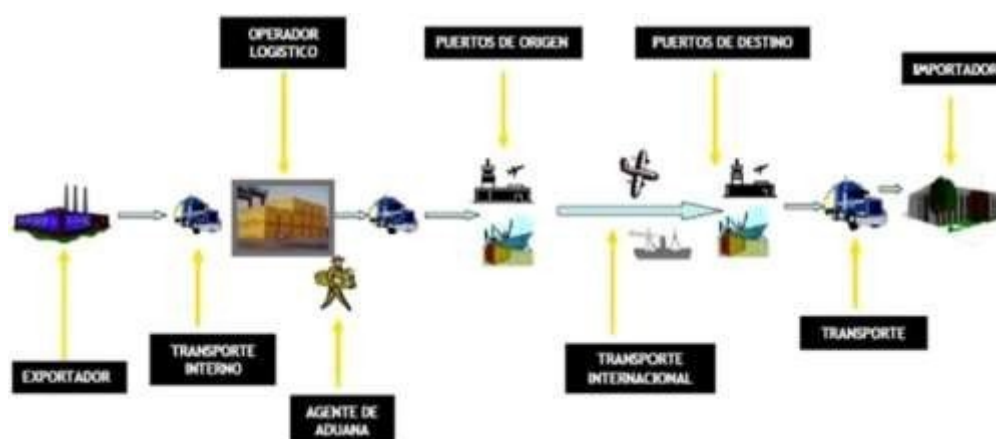 OPERADOR
LOGISTICO
PUERTOS DE ORIGEN
PUERTOS DE DESTINO
IMPORTADOR
EXPORTADOR
TRANSPORTE
INTERNO
AGENTE DE
ADUANA
TRANSPORTE
INTERNACIONAL
TRANSPORTE